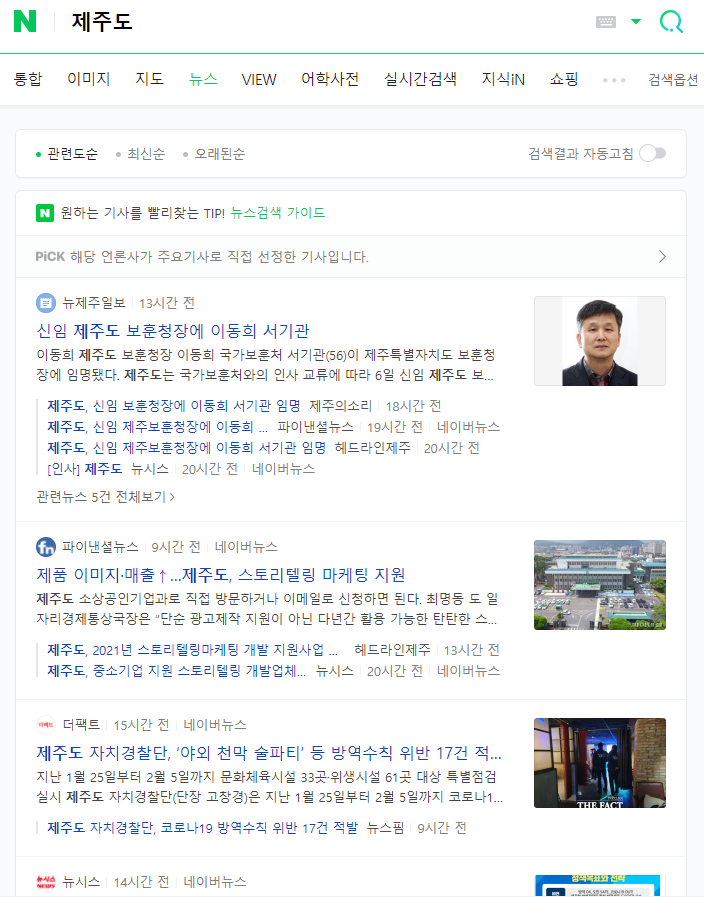 N 제주도
통합 이미지 지도 뉴스 VIEW 어학사전 실시간검색 지식iN 쇼핑 ••• 검색옵션
• 관련도순 • 최신순 • 오래된순 검색결과 자동고침
N 원하는 기사를 빨리찾는 TIP! 뉴스검색 가이드
PiCK 해당 언론사가 주요기사로 직접 선정한 기사입니다.
뉴제주일보 13시간 전
신임 제주도 보훈청장에 이동희 서기관
이동희 제주도 보훈청장 이동희 국가보훈처 서기관(56)이 제주특별자치도 보훈청
장에 임명됐다. 제주도는 국가보훈처와의 인사 교류에 따라 6일 신임 제주도 보...
제주도, 신임 보훈청장에 이동희 서기관 임명 제주의소리 18시간 전
제주도, 신임 제주보훈청장에 이동희 ... 파이낸셜뉴스 19시간 전 네이버뉴스
제주도, 신임 제주보훈청장에 이동희 서기관 임명 헤드라인제주 20시간 전
[인사] 제주도 뉴시스 20시간 전 네이버뉴스
관련뉴스 5건 전체보기 >
fn 파이낸셜뉴스 9시간 전 네이버뉴스
제품 이미지·매출↑...제주도, 스토리텔링 마케팅 지원
제주도 소상공인기업과로 직접 방문하거나 이메일로 신청하면 된다. 최명동 도 일
자리경제통상국장은 “단순 광고제작 지원이 아닌 다년간 활용 가능한 탄탄한 스...
제주도, 2021년 스토리텔링마케팅 개발 지원사업 ... 헤드라인제주 13시간 전
제주도, 중소기업 지원 스토리텔링 개발업체... 뉴시스 20시간 전 네이버뉴스
더팩트 더팩트 15시간 전 네이버뉴스
제주도 자치경찰단, ‘야외 천막 술파티’ 등 방역수칙 위반 17건 적...
지난 1월 25일부터 2월 5일까지 문화체육시설 33곳·위생시설 61곳 대상 특별점검
실시 제주도 자치경찰단(단장 고창경)은 지난 1월 25일부터 2월 5일까지 코로나1...
THE FACT
제주도 자치경찰단, 코로나19 방역수칙 위반 17건 적발 뉴스핌 9시간 전
뉴시스 NEWSIS 뉴시스 14시간 전 네이버뉴스